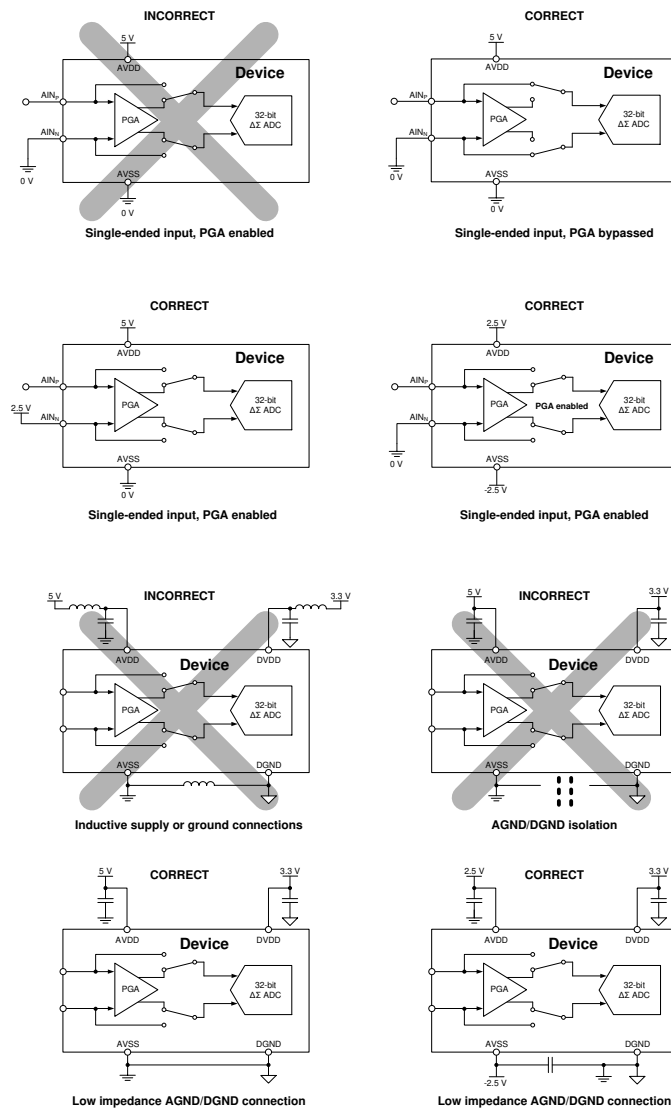 INCORRECT
5 V
AVDD
Device
AINP
AINN
PGA
32-bit
ΔΣ ADC
AVSS
0 V
0 V
Single-ended input, PGA enabled
CORRECT
5 V
AVDD
Device
AINP
AINN
PGA
32-bit
ΔΣ ADC
AVSS
0 V
0 V
Single-ended input, PGA bypassed
CORRECT
5 V
AVDD
Device
AINP
2.5 V
AINN
PGA
32-bit
ΔΣ ADC
AVSS
0 V
Single-ended input, PGA enabled
CORRECT
2.5 V
AVDD
Device
AINP
AINN
PGA
PGA enabled
32-bit
ΔΣ ADC
AVSS
0 V
-2.5 V
Single-ended input, PGA enabled
INCORRECT
5 V
3.3 V
AVDD
DVDD
Device
PGA
32-bit
ΔΣ ADC
AVSS
DGND
Inductive supply or ground connections
INCORRECT
5 V
3.3 V
AVDD
DVDD
Device
PGA
32-bit
ΔΣ ADC
AVSS
DGND
AGND/DGND isolation
CORRECT
5 V
3.3 V
AVDD
DVDD
Device
PGA
32-bit
ΔΣ ADC
AVSS
DGND
Low impedance AGND/DGND connection
CORRECT
2.5 V
3.3 V
AVDD
DVDD
Device
PGA
32-bit
ΔΣ ADC
AVSS
DGND
-2.5 V
Low impedance AGND/DGND connection